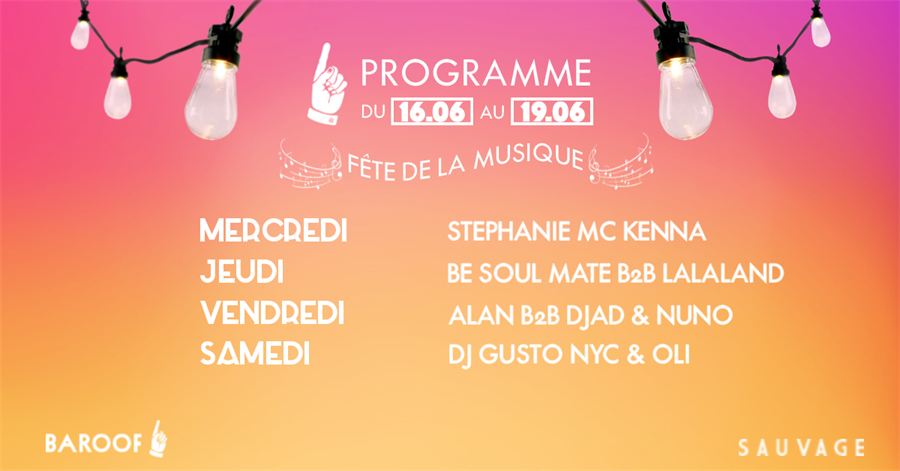 PROGRAMME
DU 16.06 AU 19.06
FÊTE DE LA MUSIQUE
MERCREDI STEPHANIE MC KENNA
JEUDI BE SOUL MATE B2B LALALAND
VENDREDI ALAN B2B DJAD & NUNO
SAMEDI DJ GUSTO NYC & OLI
BAROOF SAUVAGE